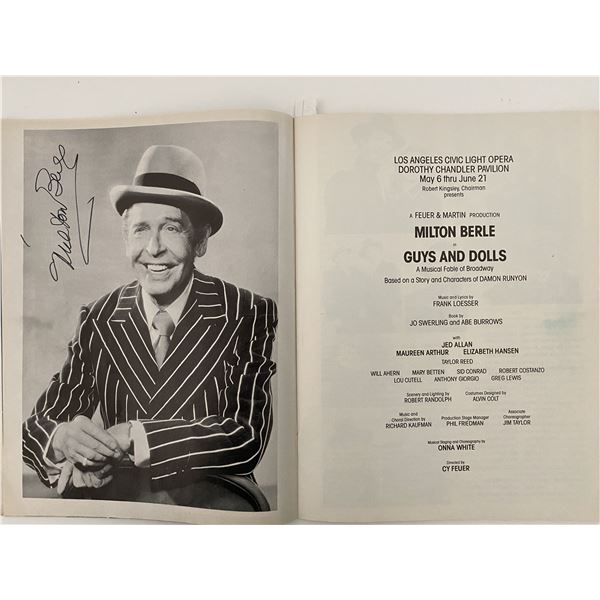 Milton Berle
LOS ANGELES CIVIC LIGHT OPERA
DOROTHY CHANDLER PAVILION
May 6 thru June 21
Robert Kingsley, Chairman
presents
A FEUER & MARTIN PRODUCTION
MILTON BERLE
in
GUYS AND DOLLS
A Musical Fable of Broadway
Based on a Story and Characters of DAMON RUNYON
Music and Lyrics by
FRANK LOESSER
Book by
JO SWERLING and ABE BURROWS
with
JED ALLAN
MAUREEN ARTHUR ELIZABETH HANSEN
TAYLOR REED
WILL AHERN MARY BETTEN SID CONRAD ROBERT COSTANZO
LOU CUTELL ANTHONY GIORGIO GREG LEWIS
Scenery and Lighting by Costumes Designed by
ROBERT RANDOLPH ALVIN COLT
Music and Associate
Choral Direction by Production Stage Manager Choreographer
RICHARD KAUFMAN PHIL FRIEDMAN JIM TAYLOR
Musical Staging and Choreography by
ONNA WHITE
Directed by
CY FEUER